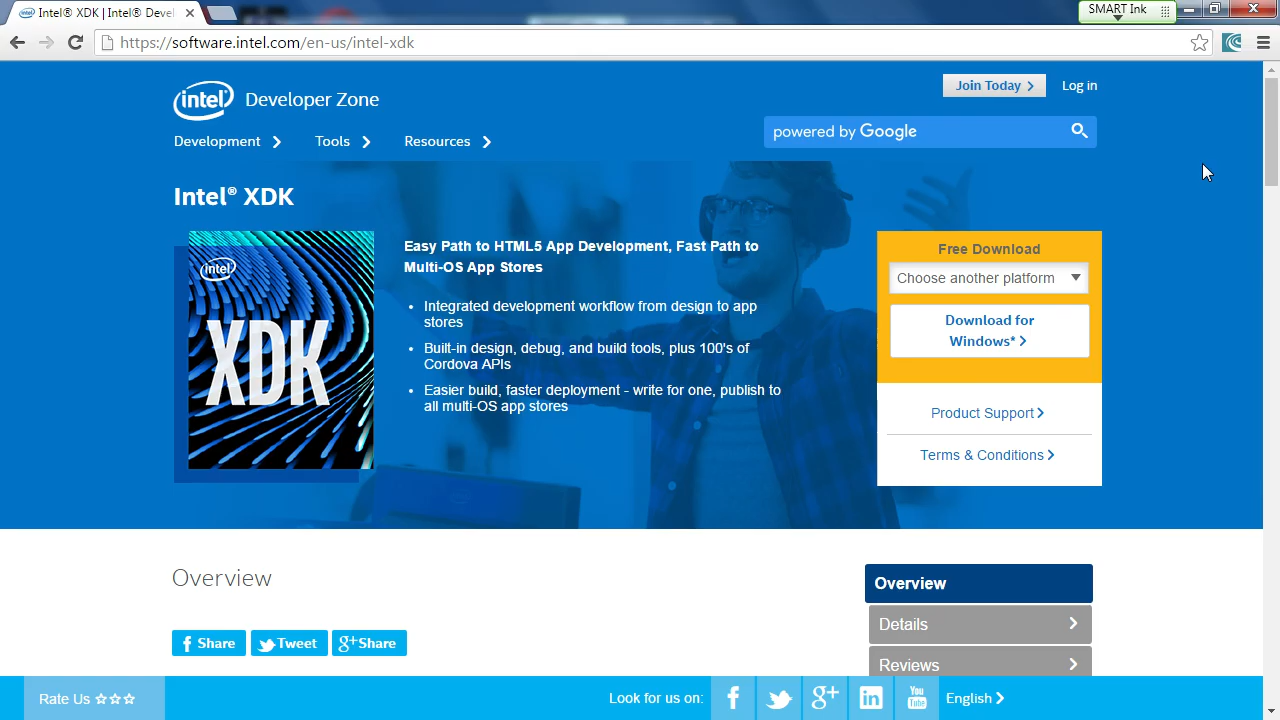 Intel® XDK | Intel® Devel
SMART Ink
https://software.intel.com/en-us/intel-xdk
intel Developer Zone
Join Today
Log in
Development
Tools
Resources
powered by Google
Intel® XDK
intel
XDK
Easy Path to HTML5 App Development, Fast Path to
Multi-OS App Stores
• Integrated development workflow from design to app
stores
• Built-in design, debug, and build tools, plus 100's of
Cordova APIs
• Easier build, faster deployment - write for one, publish to
all multi-OS app stores
Free Download
Choose another platform
Download for
Windows*
Product Support
Terms & Conditions
Overview
Share
Tweet
g+ Share
Overview
Details
Reviews
Rate Us
Look for us on:
f
g+
in
You
Tube
English